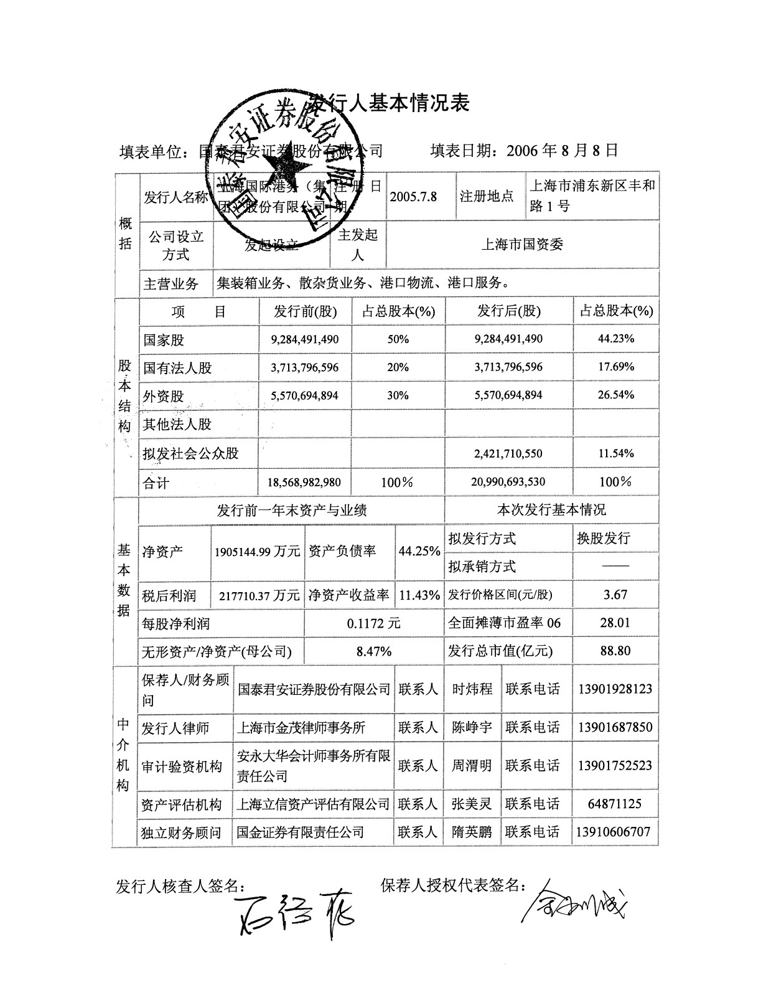 发行人基本情况表
国泰君安证券股份有限公司
填表单位：国泰君安证券股份有限公司 填表日期：2006 年 8 月 8 日
概括
发行人名称 上海国际港务（集团）股份有限公司 注册日期 2005.7.8 注册地点 上海市浦东新区丰和路 1 号
公司设立方式 发起设立 主发起人 上海市国资委
主营业务 集装箱业务、散杂货业务、港口物流、港口服务。
股本结构
项 目 发行前(股) 占总股本(%) 发行后(股) 占总股本(%)
国家股 9,284,491,490 50% 9,284,491,490 44.23%
国有法人股 3,713,796,596 20% 3,713,796,596 17.69%
外资股 5,570,694,894 30% 5,570,694,894 26.54%
其他法人股
拟发社会公众股 2,421,710,550 11.54%
合计 18,568,982,980 100% 20,990,693,530 100%
基本数据
发行前一年末资产与业绩 本次发行基本情况
净资产 1905144.99 万元 资产负债率 44.25% 拟发行方式 换股发行
拟承销方式 ——
税后利润 217710.37 万元 净资产收益率 11.43% 发行价格区间(元/股) 3.67
每股净利润 0.1172 元 全面摊薄市盈率 06 28.01
无形资产/净资产(母公司) 8.47% 发行总市值(亿元) 88.80
中介机构
保荐人/财务顾问 国泰君安证券股份有限公司 联系人 时炜程 联系电话 13901928123
发行人律师 上海市金茂律师事务所 联系人 陈峥宇 联系电话 13901687850
审计验资机构 安永大华会计师事务所有限责任公司 联系人 周渭明 联系电话 13901752523
资产评估机构 上海立信资产评估有限公司 联系人 张美灵 联系电话 64871125
独立财务顾问 国金证券有限责任公司 联系人 隋英鹏 联系电话 13910606707
发行人核查人签名： 保荐人授权代表签名：